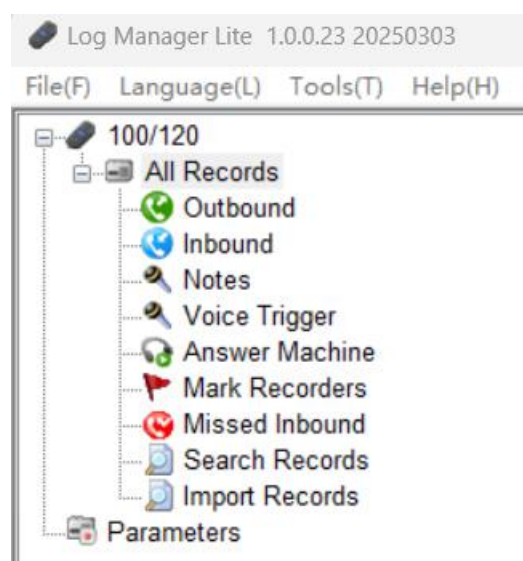 Log Manager Lite 1.0.0.23 20250303
File(F) Language(L) Tools(T) Help(H)
100/120
All Records
Outbound
Inbound
Notes
Voice Trigger
Answer Machine
Mark Recorders
Missed Inbound
Search Records
Import Records
Parameters